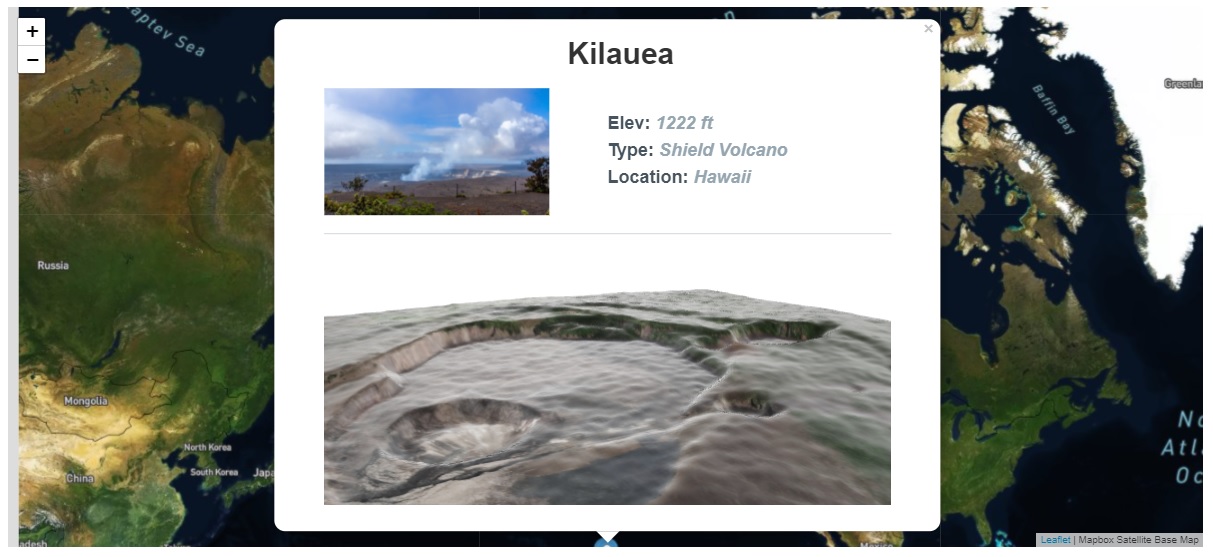 +
−
Laptev Sea
×
Kilauea
Elev: 1222 ft
Type: Shield Volcano
Location: Hawaii
Baffin Bay
Russia
Mongolia
North Korea
South Korea
China
Mexico
Leaflet | Mapbox Satellite Base Map